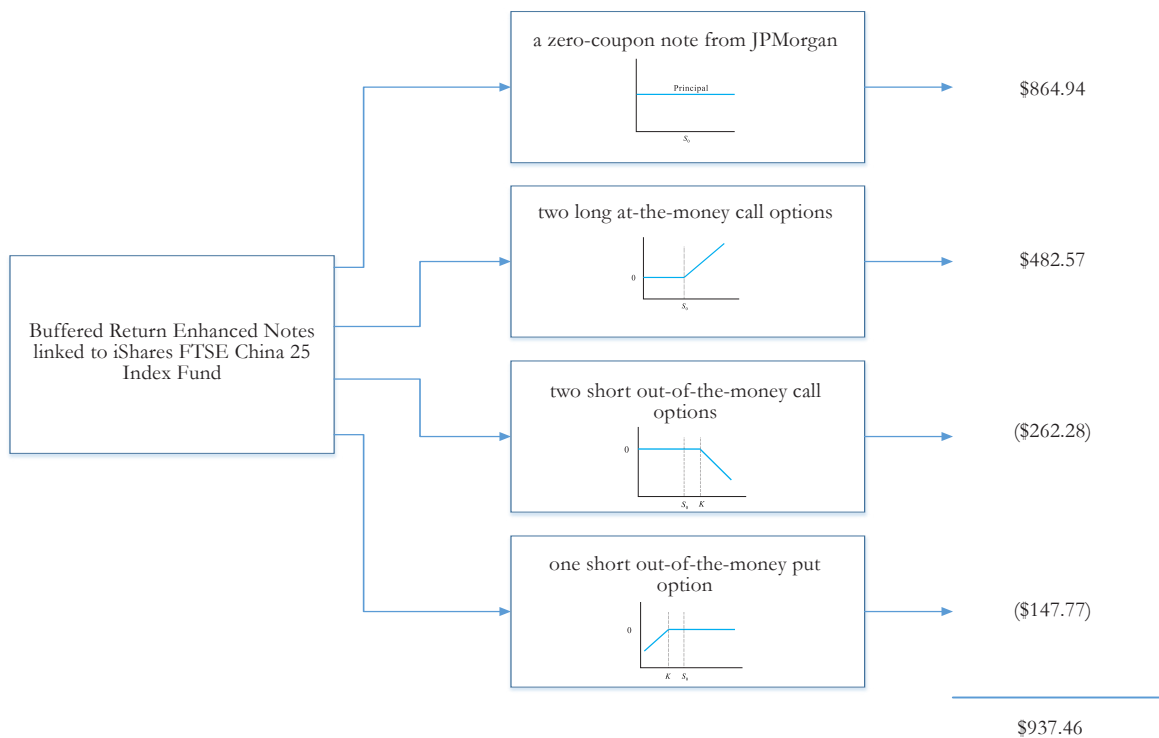 a zero-coupon note from JPMorgan
Principal
S₀
$864.94
two long at-the-money call options
0
S₀
$482.57
Buffered Return Enhanced Notes
linked to iShares FTSE China 25
Index Fund
two short out-of-the-money call
options
0
S₀ K
($262.28)
one short out-of-the-money put
option
0
K S₀
($147.77)
$937.46